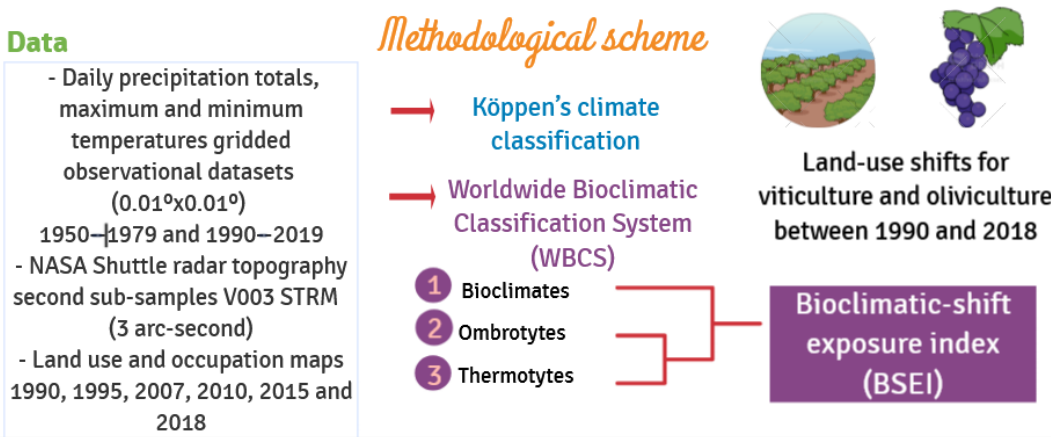 Data
- Daily precipitation totals,
maximum and minimum
temperatures gridded
observational datasets
(0.01ºx0.01º)
1950--1979 and 1990--2019
- NASA Shuttle radar topography
second sub-samples V003 STRM
(3 arc-second)
- Land use and occupation maps
1990, 1995, 2007, 2010, 2015 and
2018
Methodological scheme
Köppen's climate
classification
Worldwide Bioclimatic
Classification System
(WBCS)
1 Bioclimates
2 Ombrotytes
3 Thermotytes
Land-use shifts for
viticulture and oliviculture
between 1990 and 2018
Bioclimatic-shift
exposure index
(BSEI)